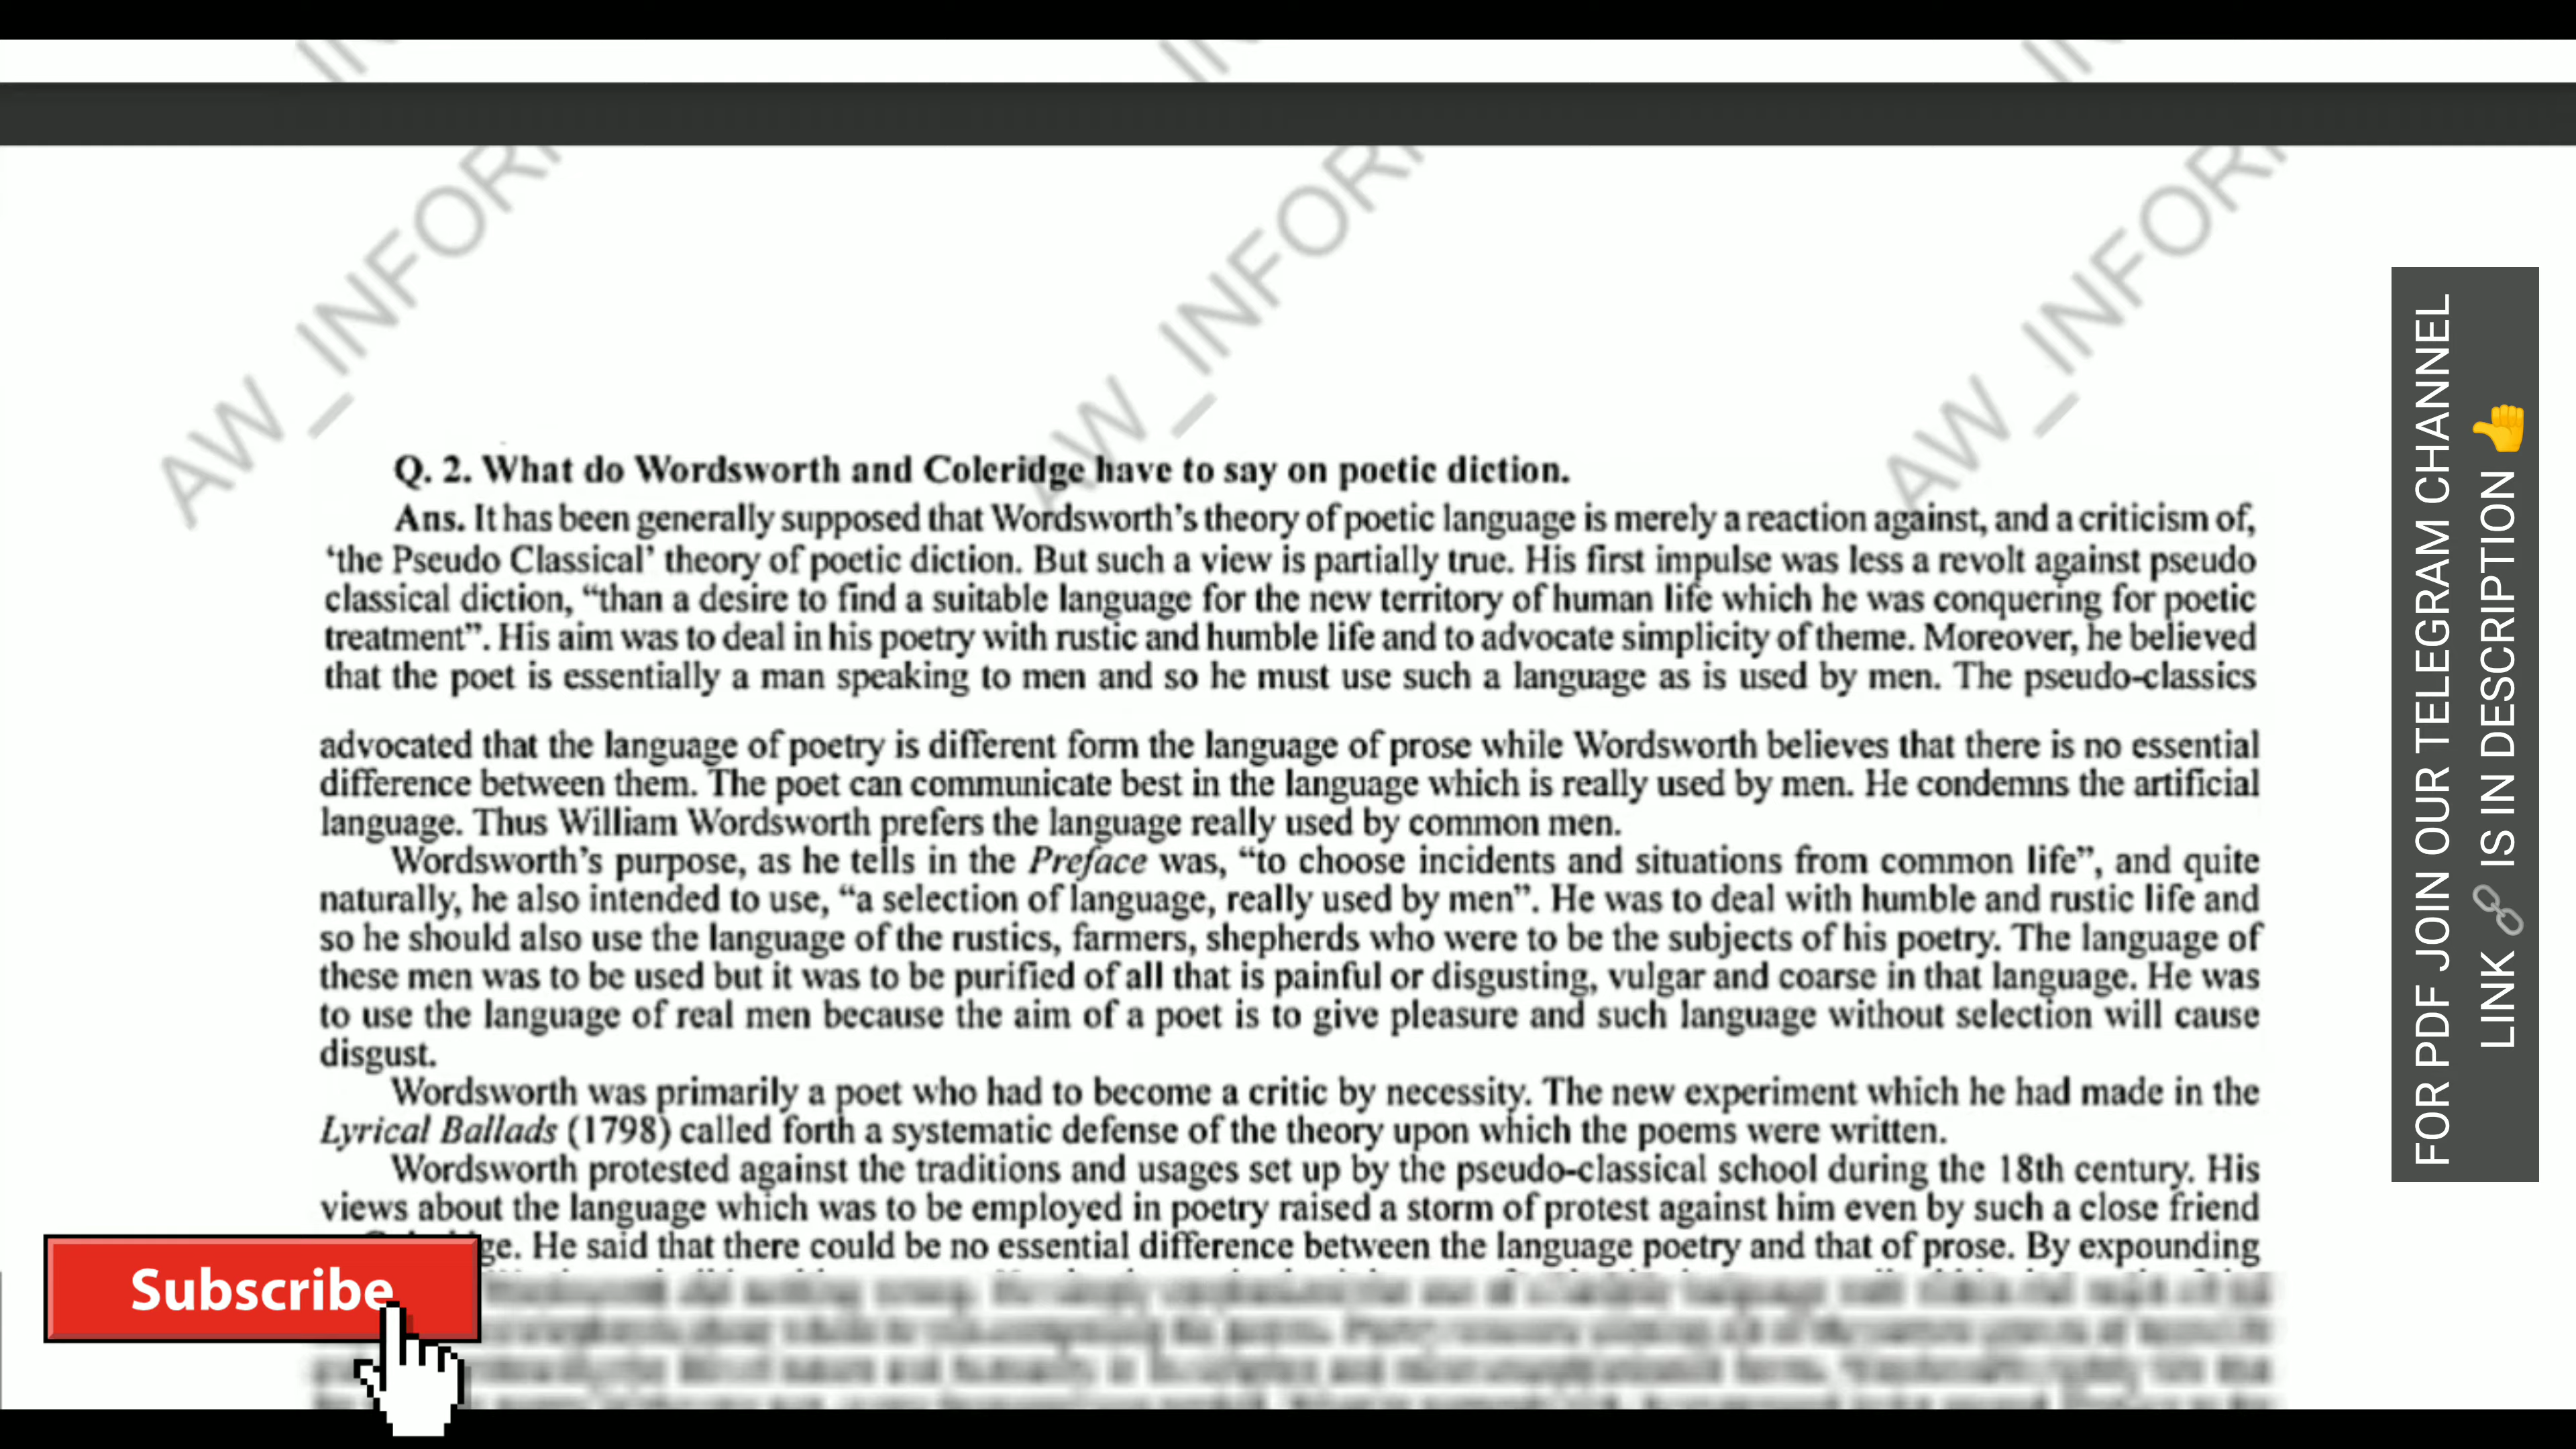 AW_INFOR
AW_INFOR
AW_INFOR
Q. 2. What do Wordsworth and Coleridge have to say on poetic diction.
Ans. It has been generally supposed that Wordsworth's theory of poetic language is merely a reaction against, and a criticism of,
'the Pseudo Classical' theory of poetic diction. But such a view is partially true. His first impulse was less a revolt against pseudo
classical diction, “than a desire to find a suitable language for the new territory of human life which he was conquering for poetic
treatment”. His aim was to deal in his poetry with rustic and humble life and to advocate simplicity of theme. Moreover, he believed
that the poet is essentially a man speaking to men and so he must use such a language as is used by men. The pseudo-classics
advocated that the language of poetry is different form the language of prose while Wordsworth believes that there is no essential
difference between them. The poet can communicate best in the language which is really used by men. He condemns the artificial
language. Thus William Wordsworth prefers the language really used by common men.
Wordsworth's purpose, as he tells in the Preface was, “to choose incidents and situations from common life”, and quite
naturally, he also intended to use, “a selection of language, really used by men”. He was to deal with humble and rustic life and
so he should also use the language of the rustics, farmers, shepherds who were to be the subjects of his poetry. The language of
these men was to be used but it was to be purified of all that is painful or disgusting, vulgar and coarse in that language. He was
to use the language of real men because the aim of a poet is to give pleasure and such language without selection will cause
disgust.
Wordsworth was primarily a poet who had to become a critic by necessity. The new experiment which he had made in the
Lyrical Ballads (1798) called forth a systematic defense of the theory upon which the poems were written.
Wordsworth protested against the traditions and usages set up by the pseudo-classical school during the 18th century. His
views about the language which was to be employed in poetry raised a storm of protest against him even by such a close friend
He said that there could be no essential difference between the language poetry and that of prose. By expounding
Subscribe
FOR PDF JOIN OUR TELEGRAM CHANNEL
LINK 🔗 IS IN DESCRIPTION 👍